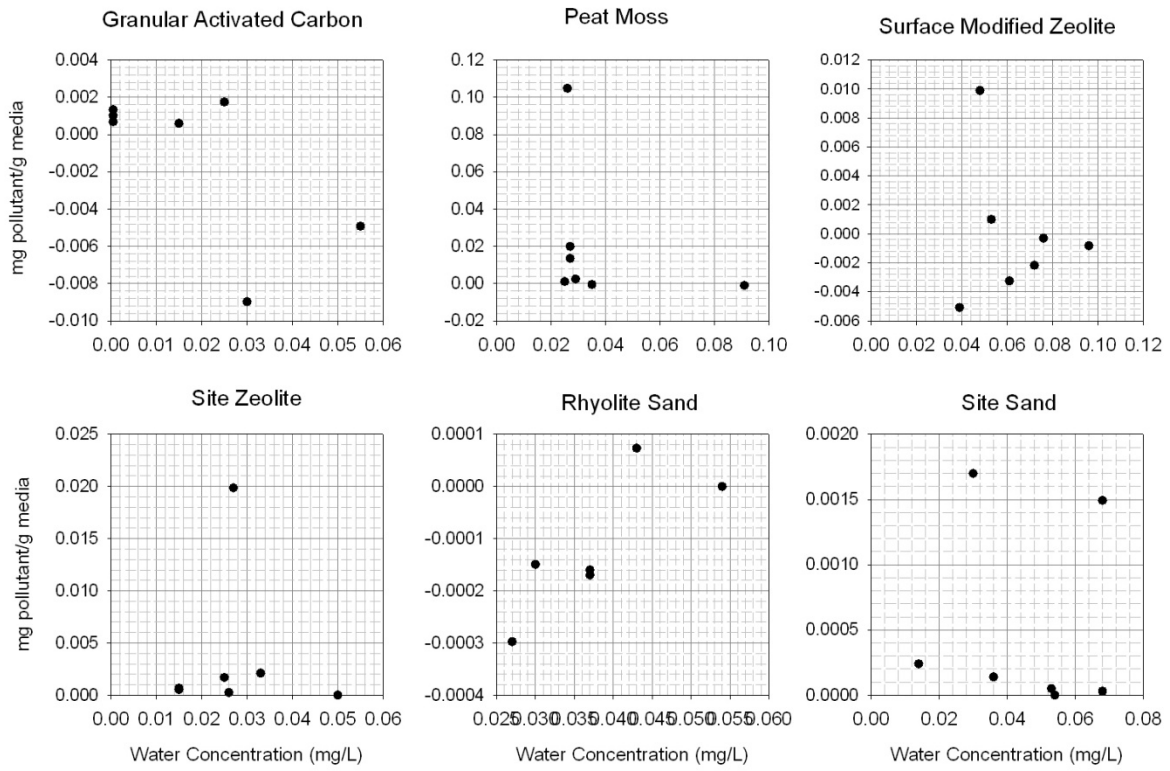 Granular Activated Carbon
Peat Moss
Surface Modified Zeolite
mg pollutant/g media
0.004
0.002
0.000
-0.002
-0.004
-0.006
-0.008
-0.010
0.00 0.01 0.02 0.03 0.04 0.05 0.06
0.12
0.10
0.08
0.06
0.04
0.02
0.00
-0.02
0.00 0.02 0.04 0.06 0.08 0.10
0.012
0.010
0.008
0.006
0.004
0.002
0.000
-0.002
-0.004
-0.006
0.00 0.02 0.04 0.06 0.08 0.10 0.12
Site Zeolite
Rhyolite Sand
Site Sand
mg pollutant/g media
0.025
0.020
0.015
0.010
0.005
0.000
0.00 0.01 0.02 0.03 0.04 0.05 0.06
Water Concentration (mg/L)
0.0001
0.0000
-0.0001
-0.0002
-0.0003
-0.0004
0.025 0.030 0.035 0.040 0.045 0.050 0.055 0.060
Water Concentration (mg/L)
0.0020
0.0015
0.0010
0.0005
0.0000
0.00 0.02 0.04 0.06 0.08
Water Concentration (mg/L)